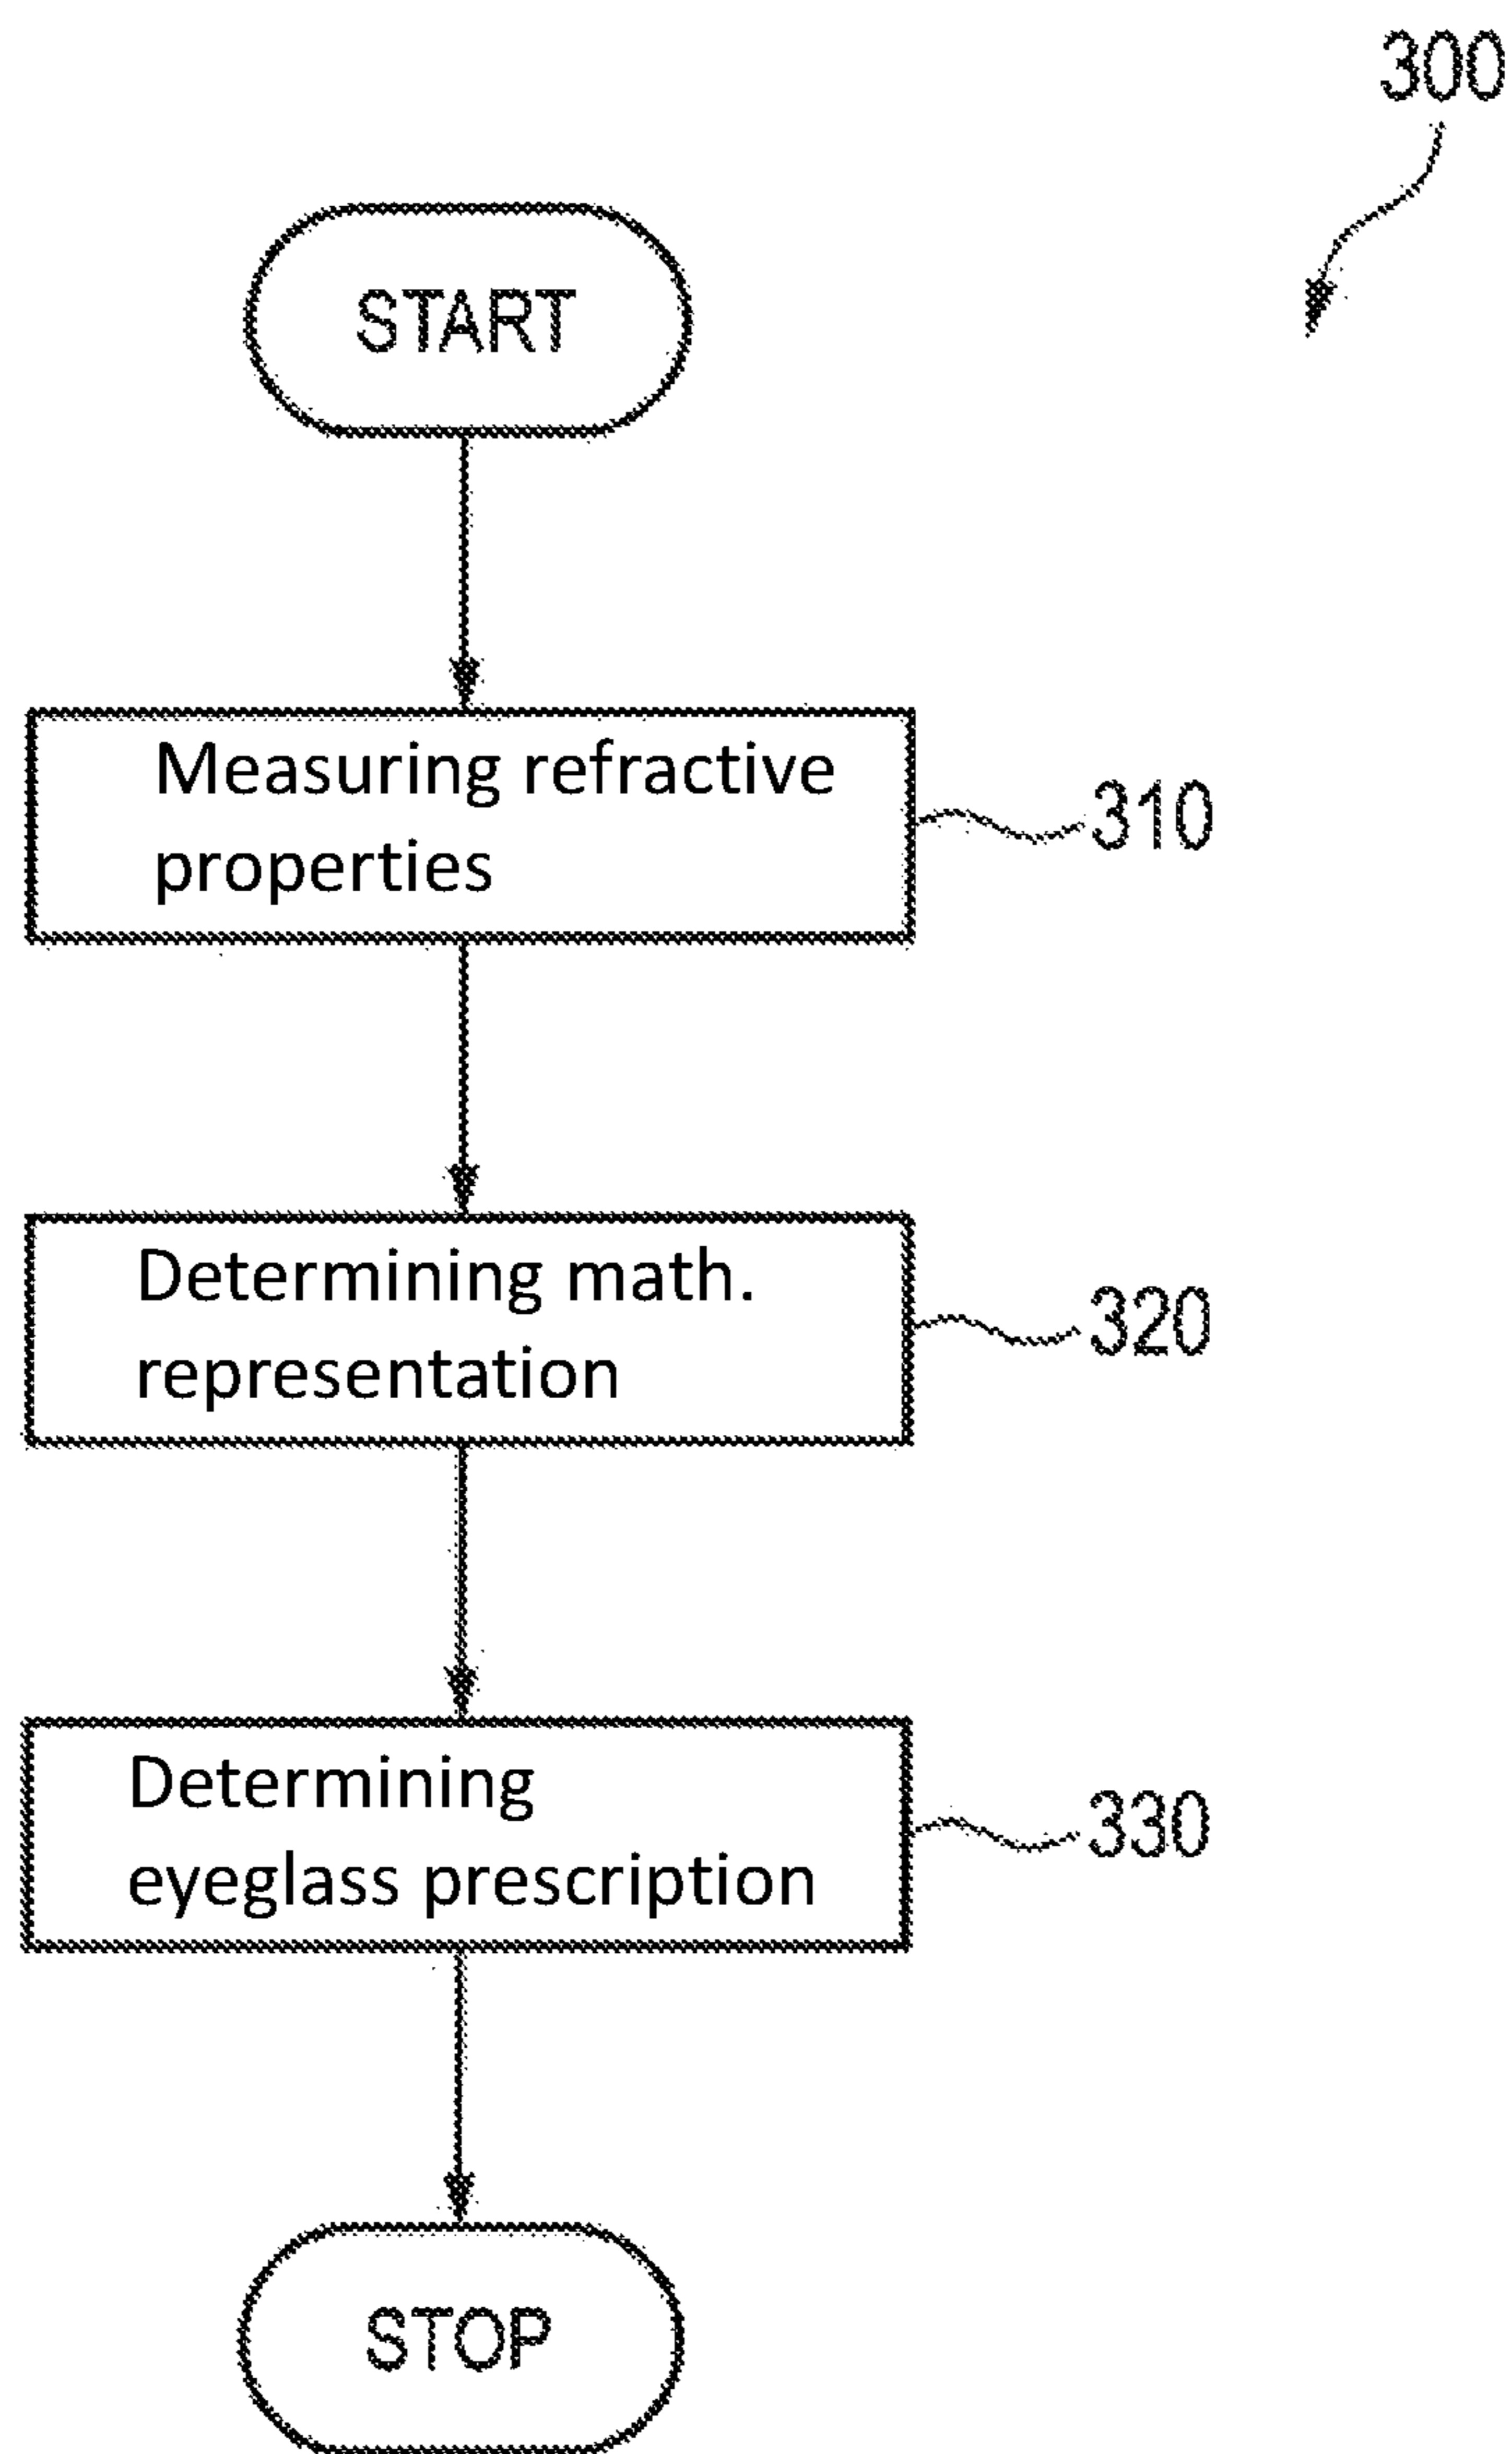 300
START
Measuring refractive
properties
310
Determining math.
representation
320
Determining
eyeglass prescription
330
STOP